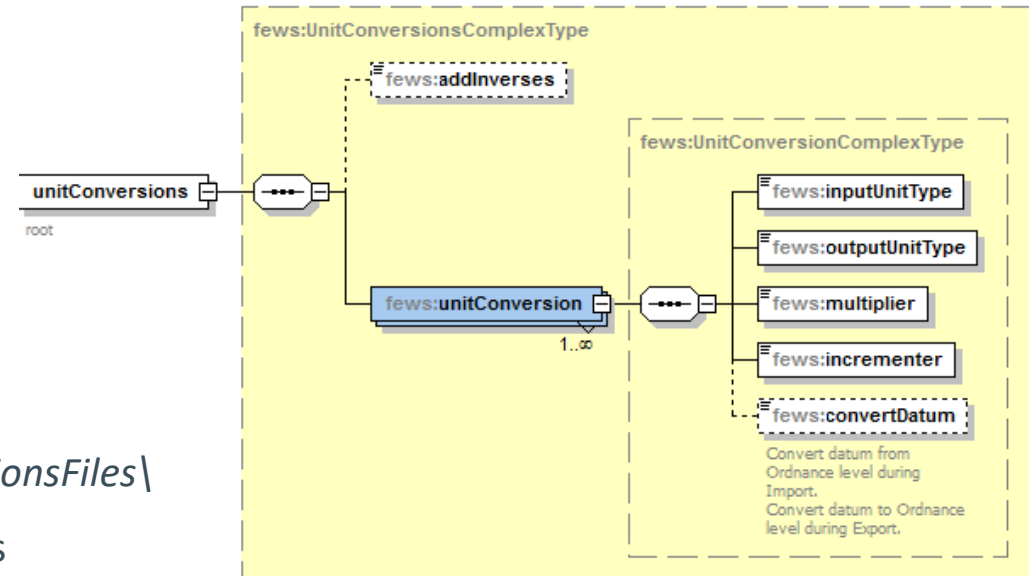 fews:UnitConversionsComplexType
fews:addInverses
fews:UnitConversionComplexType
unitConversions
root
fews:inputUnitType
fews:outputUnitType
fews:unitConversion
1..∞
fews:multiplier
fews:incrementer
fews:convertDatum
Convert datum from
Ordnance level during
Import.
Convert datum to Ordnance
level during Export.
onsFiles\
s